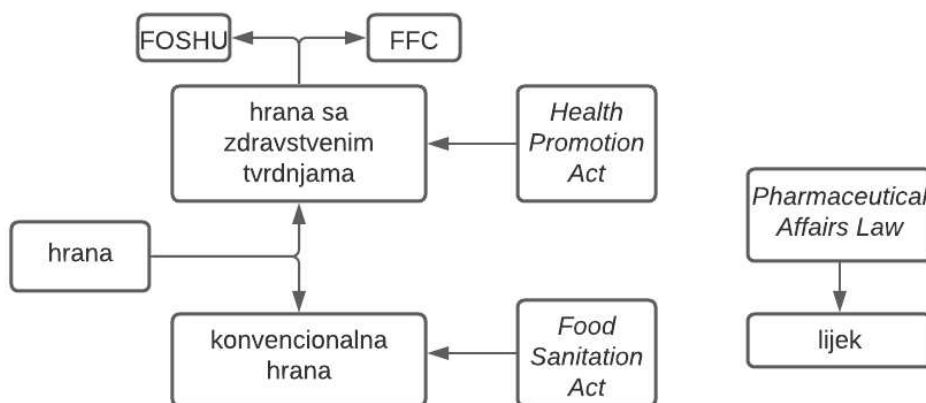 FOSHU
FFC
hrana sa
zdravstvenim
tvrdnjama
Health
Promotion
Act
Pharmaceutical
Affairs Law
hrana
konvencionalna
hrana
Food
Sanitation
Act
lijek